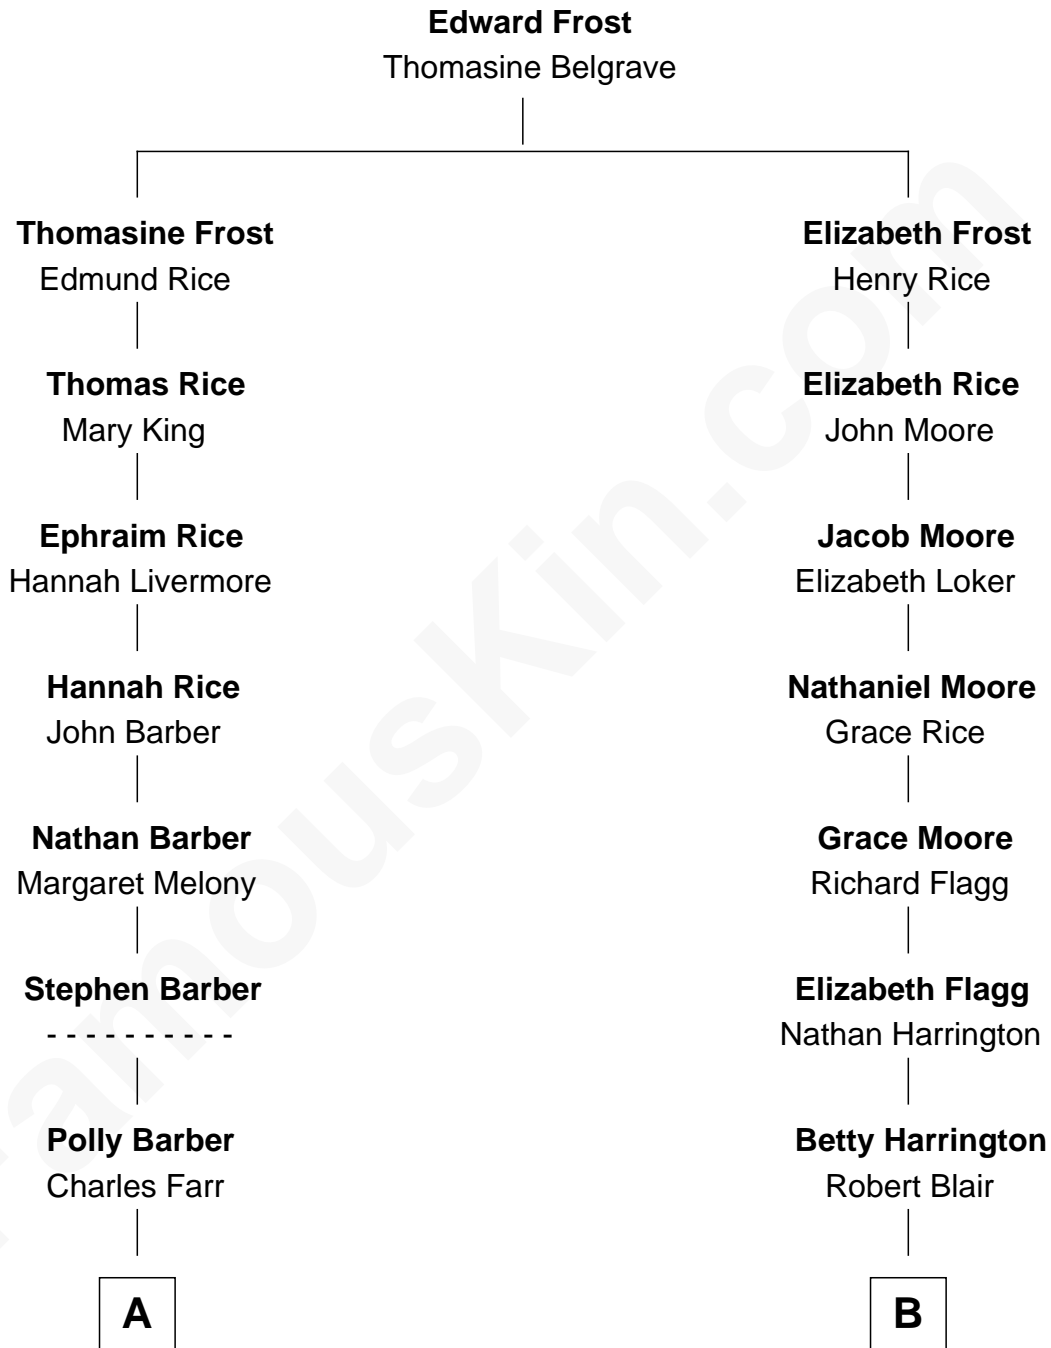 Edward Frost
Thomasine Belgrave
Thomasine Frost
Edmund Rice
Elizabeth Frost
Henry Rice
Thomas Rice
Mary King
Elizabeth Rice
John Moore
Ephraim Rice
Hannah Livermore
Jacob Moore
Elizabeth Loker
Hannah Rice
John Barber
Nathaniel Moore
Grace Rice
Nathan Barber
Margaret Melony
Grace Moore
Richard Flagg
Stephen Barber
- - - - - - - - - -
Elizabeth Flagg
Nathan Harrington
Polly Barber
Charles Farr
Betty Harrington
Robert Blair
A
B
FamousKin.com